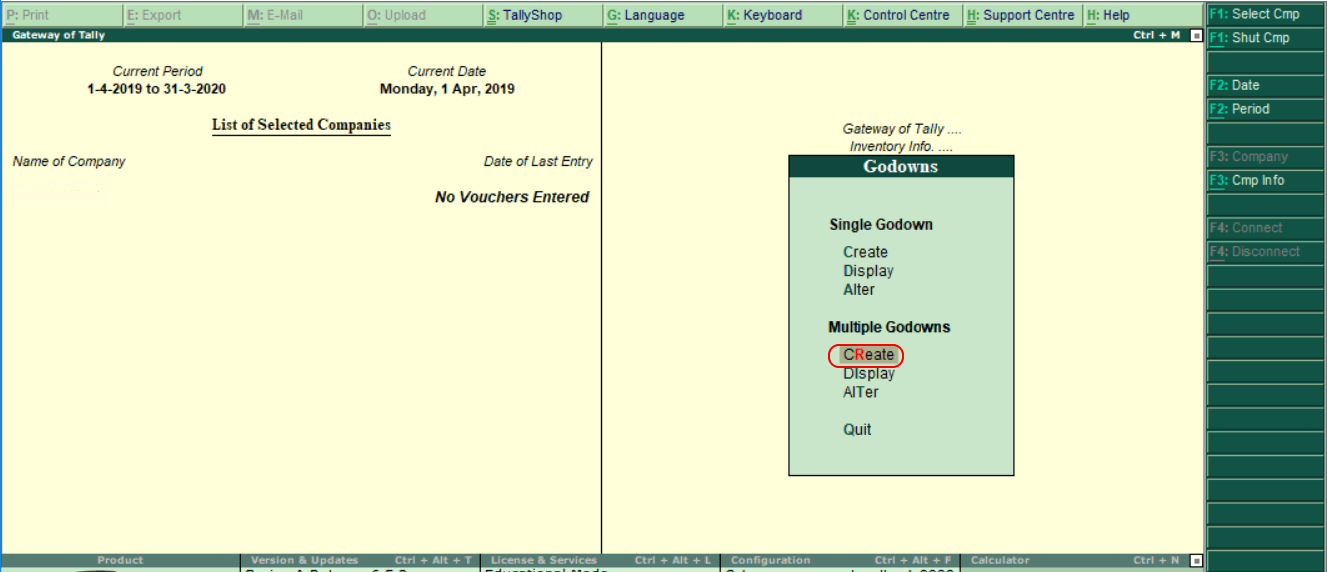 P: Print E: Export M: E-Mail O: Upload S: TallyShop G: Language K: Keyboard K: Control Centre H: Support Centre H: Help
F1: Select Cmp
Gateway of Tally Ctrl + M
F1: Shut Cmp
Current Period Current Date
1-4-2019 to 31-3-2020 Monday, 1 Apr, 2019
F2: Date
F2: Period
List of Selected Companies
Gateway of Tally ....
Inventory Info. ....
Name of Company Date of Last Entry
F3: Company
Godowns
F3: Cmp Info
No Vouchers Entered
Single Godown
F4: Connect
Create
F4: Disconnect
Display
Alter
Multiple Godowns
CReate
DIsplay
AlTer
Quit
Product Version & Updates Ctrl + Alt + T License & Services Ctrl + Alt + L Configuration Ctrl + Alt + F Calculator Ctrl + N